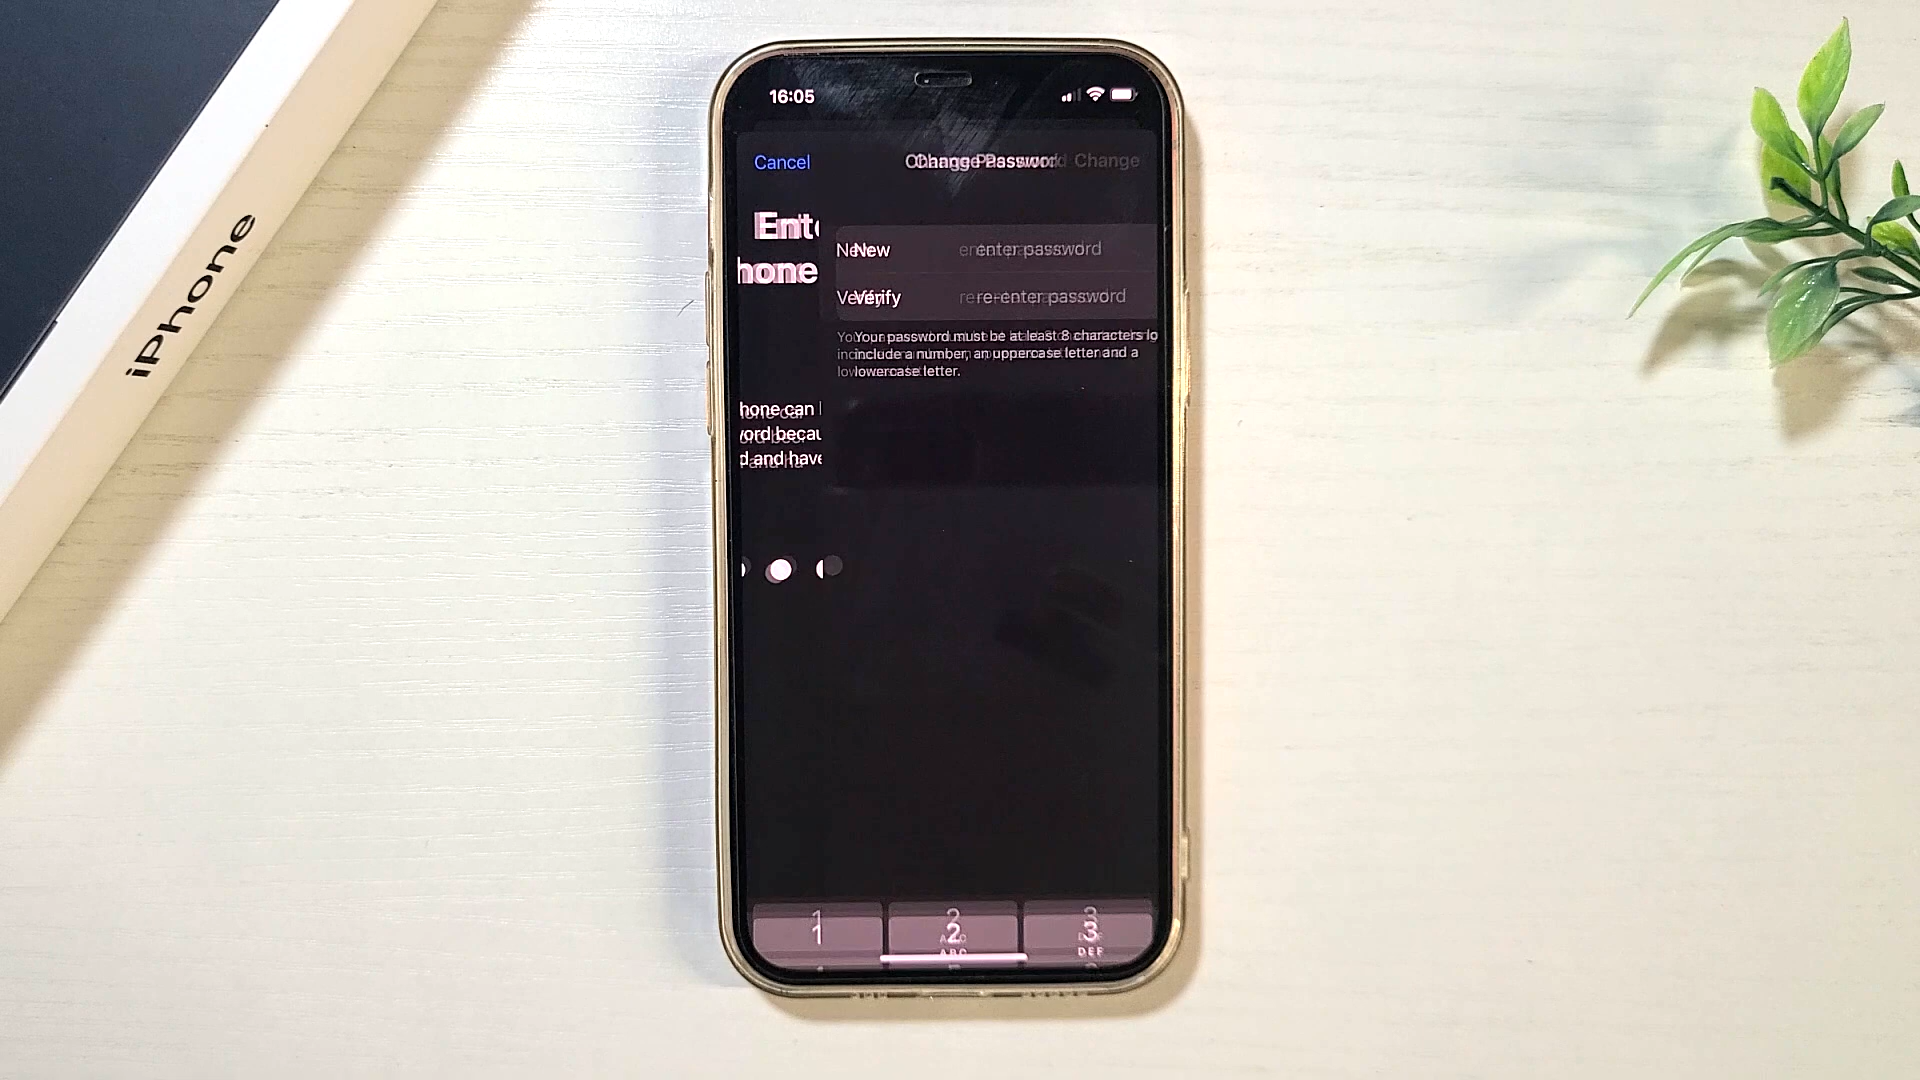 iPhone
16:05
Cancel
Change Password
Change
Ente
hone
New
enter password
Verify
re-enter password
Your password must be at least 8 characters lo
include a number, an uppercase letter and a
lowercase letter.
hone can
word becau
d and have
1
2
3
ABC
DEF